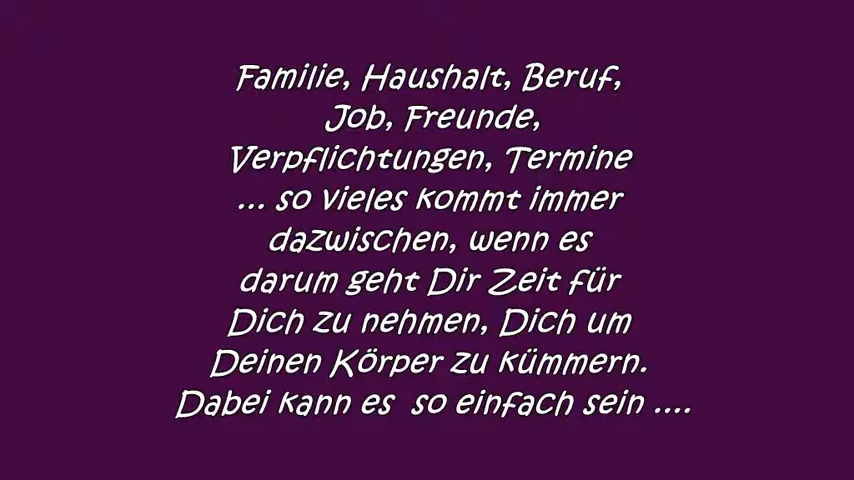 Familie, Haushalt, Beruf,
Job, Freunde,
Verpflichtungen, Termine
... so vieles kommt immer
dazwischen, wenn es
darum geht Dir Zeit für
Dich zu nehmen, Dich um
Deinen Körper zu kümmern.
Dabei kann es  so einfach sein ....